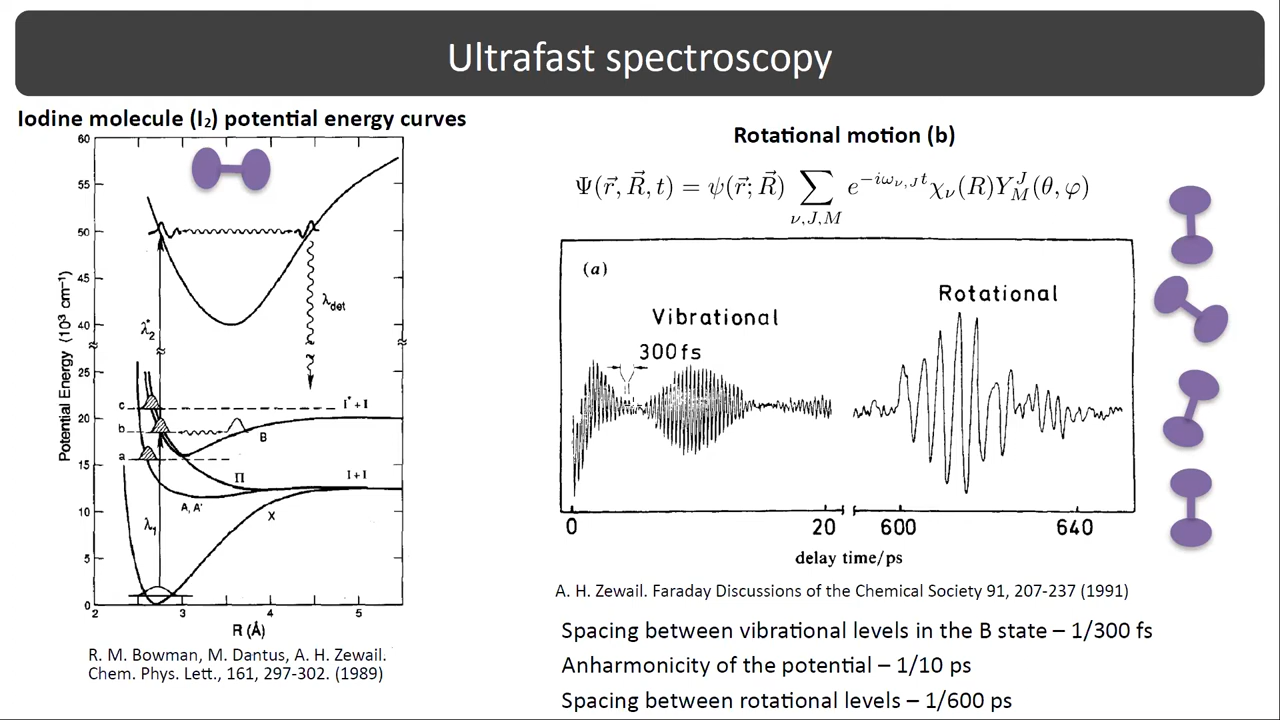 Ultrafast spectroscopy
Iodine molecule (I₂) potential energy curves
60
55
50
45
40
25
20
15
10
5
0
2
3
4
5
Potential Energy (10³ cm⁻¹)
R (Å)
λ₂*
λdet
c
b
a
I* + I
B
Π
I + I
A, A'
X
λ₁
R. M. Bowman, M. Dantus, A. H. Zewail.
Chem. Phys. Lett., 161, 297-302. (1989)
Rotational motion (b)
Ψ(r⃗, R⃗, t) = ψ(r⃗; R⃗) ∑ e^{-iω_{ν,J}t} χ_ν(R) Y_M^J(θ, φ)
ν,J,M
(a)
Vibrational
300 fs
Rotational
0
20
600
640
delay time/ps
A. H. Zewail. Faraday Discussions of the Chemical Society 91, 207-237 (1991)
Spacing between vibrational levels in the B state – 1/300 fs
Anharmonicity of the potential – 1/10 ps
Spacing between rotational levels – 1/600 ps